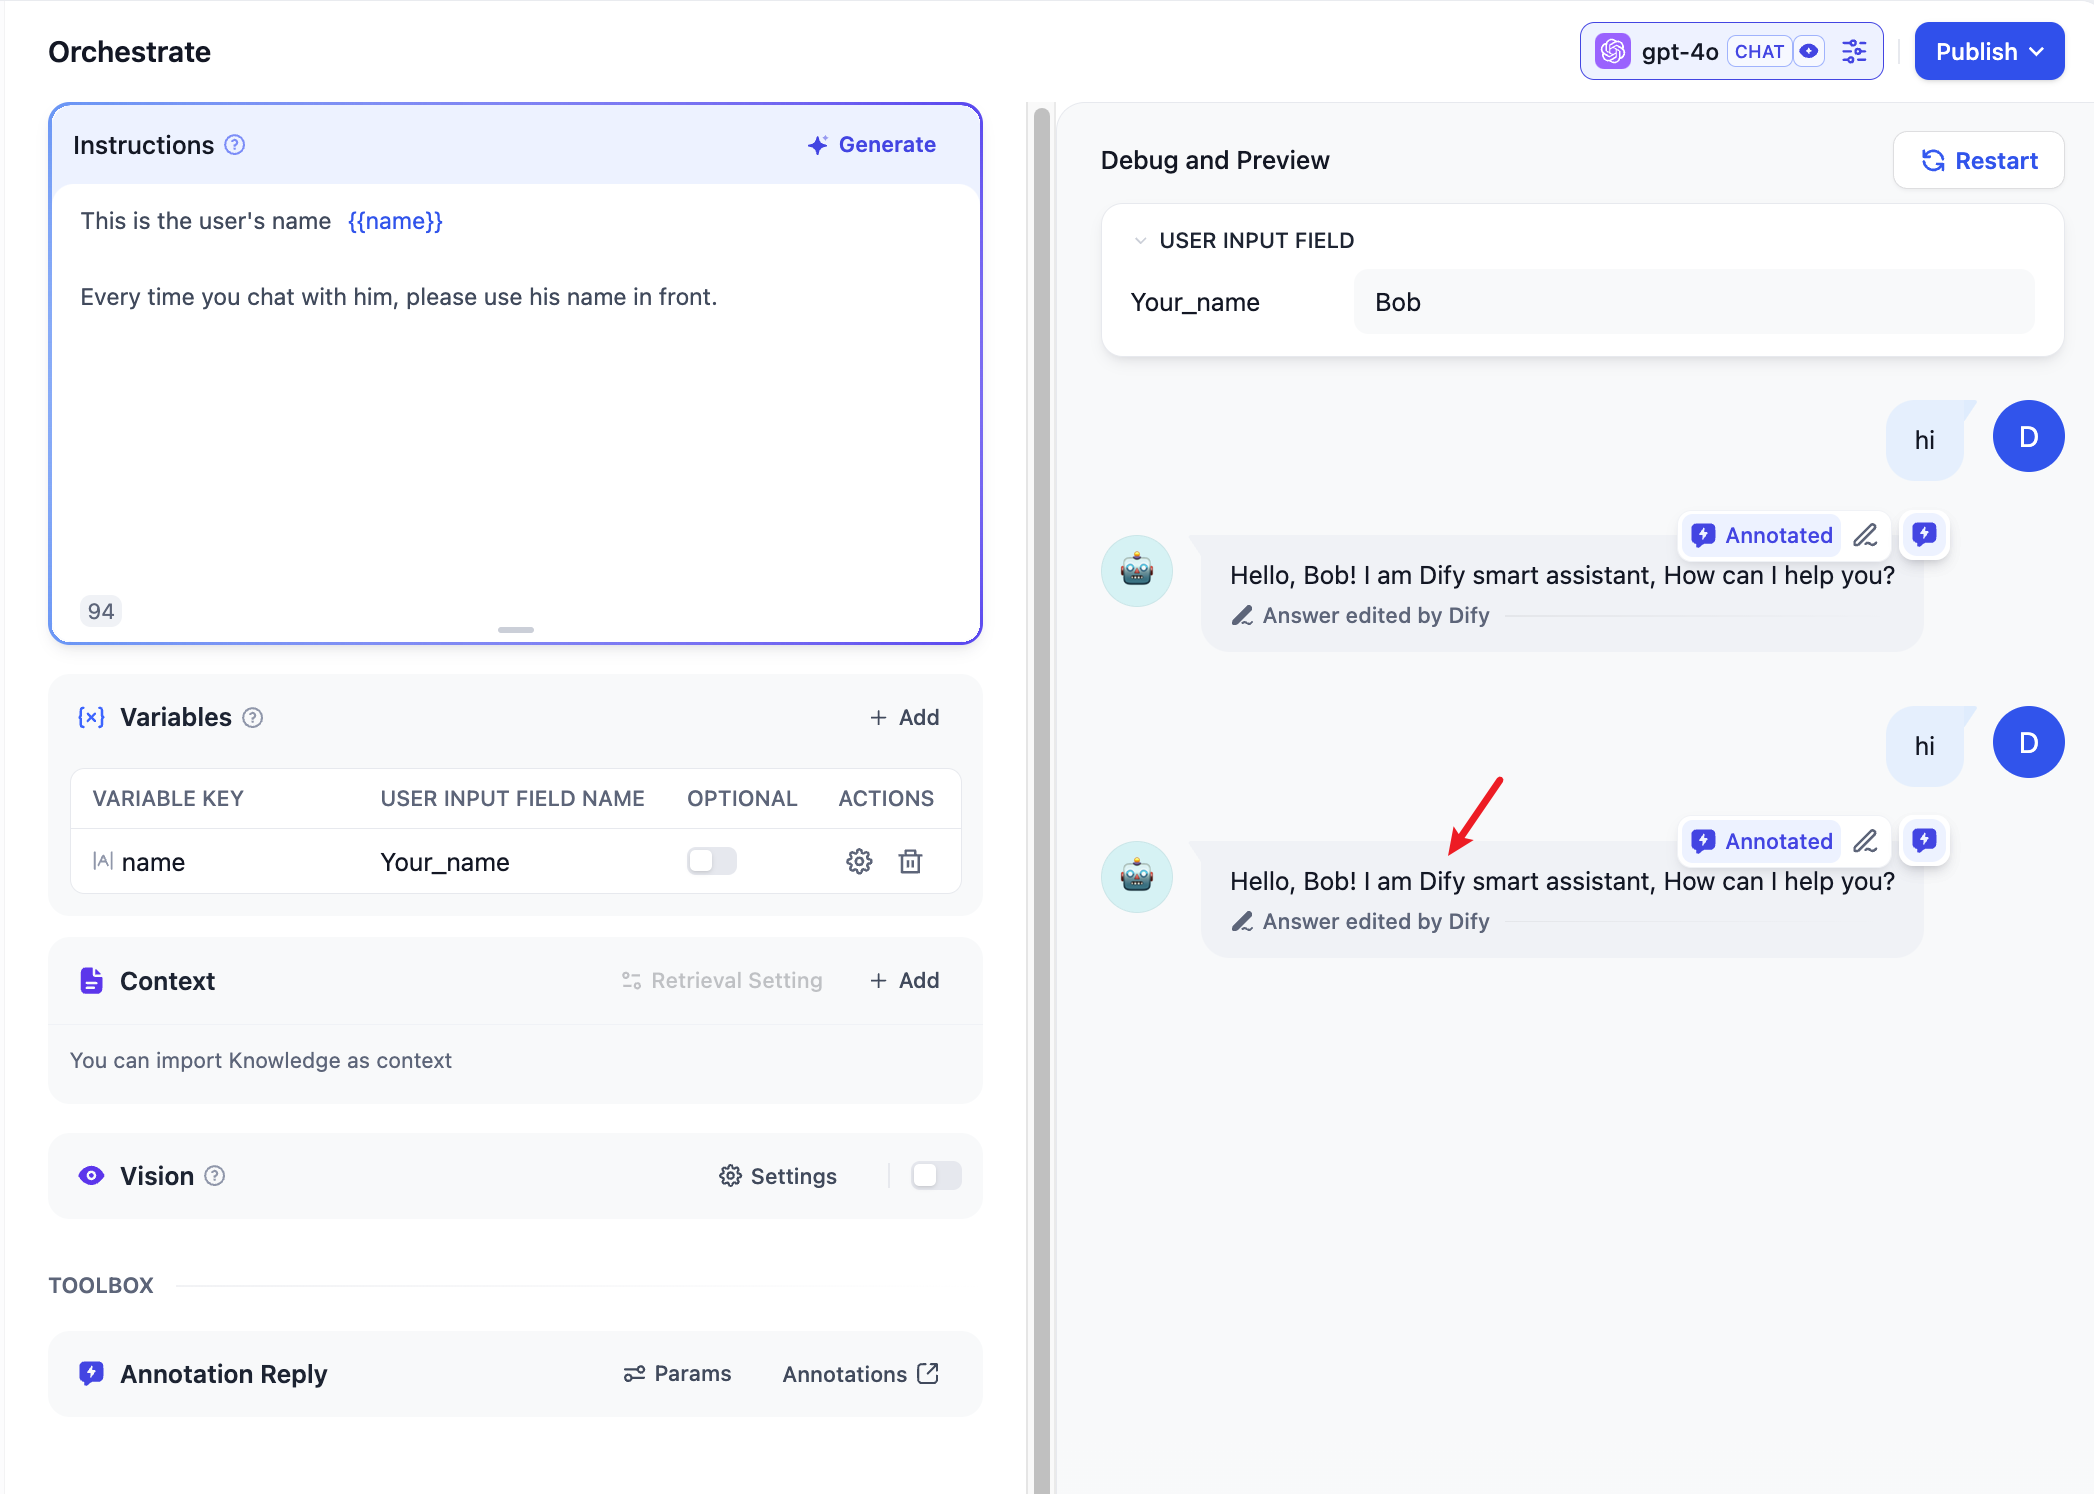 Orchestrate
gpt-4o CHAT
Publish
Instructions
Generate
This is the user's name {{name}}
Every time you chat with him, please use his name in front.
94
Variables
+ Add
VARIABLE KEY USER INPUT FIELD NAME OPTIONAL ACTIONS
name Your_name
Context
Retrieval Setting
+ Add
You can import Knowledge as context
Vision
Settings
TOOLBOX
Annotation Reply
Params
Annotations
Debug and Preview
Restart
USER INPUT FIELD
Your_name Bob
hi
D
Annotated
Hello, Bob! I am Dify smart assistant, How can I help you?
Answer edited by Dify
hi
D
Annotated
Hello, Bob! I am Dify smart assistant, How can I help you?
Answer edited by Dify